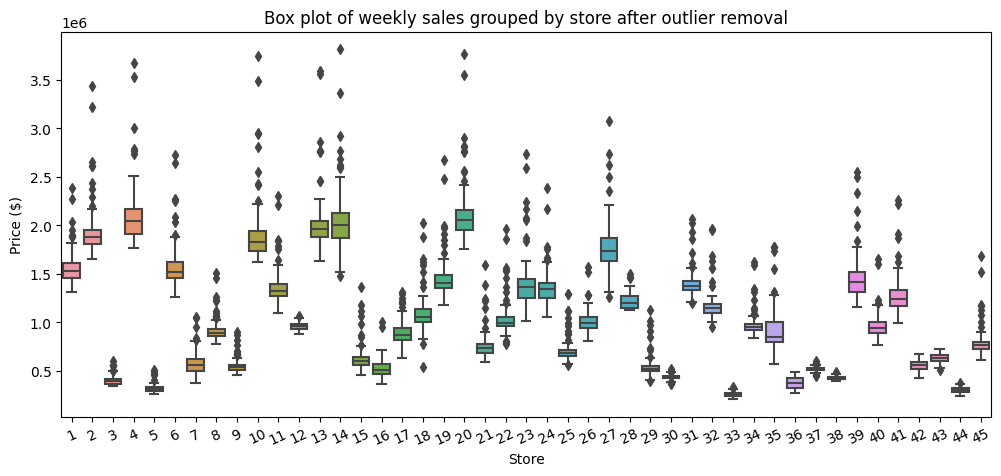 Box plot of weekly sales grouped by store after outlier removal
1e6
3.5
3.0
2.5
2.0
1.5
1.0
0.5
Price ($)
1 2 3 4 5 6 7 8 9 10 11 12 13 14 15 16 17 18 19 20 21 22 23 24 25 26 27 28 29 30 31 32 33 34 35 36 37 38 39 40 41 42 43 44 45
Store